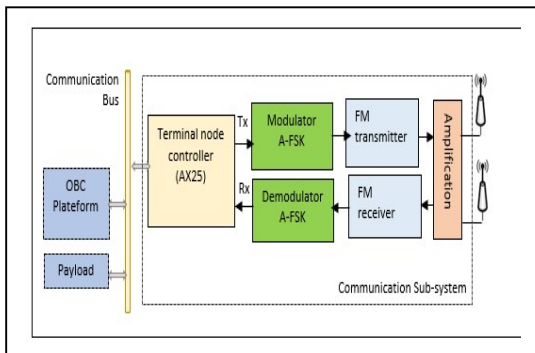 Communication
Bus
OBC
Plateform
Payload
Terminal node
controller
(AX25)
Tx
Rx
Modulator
A-FSK
Demodulator
A-FSK
FM
transmitter
FM
receiver
Amplification
Communication Sub-system